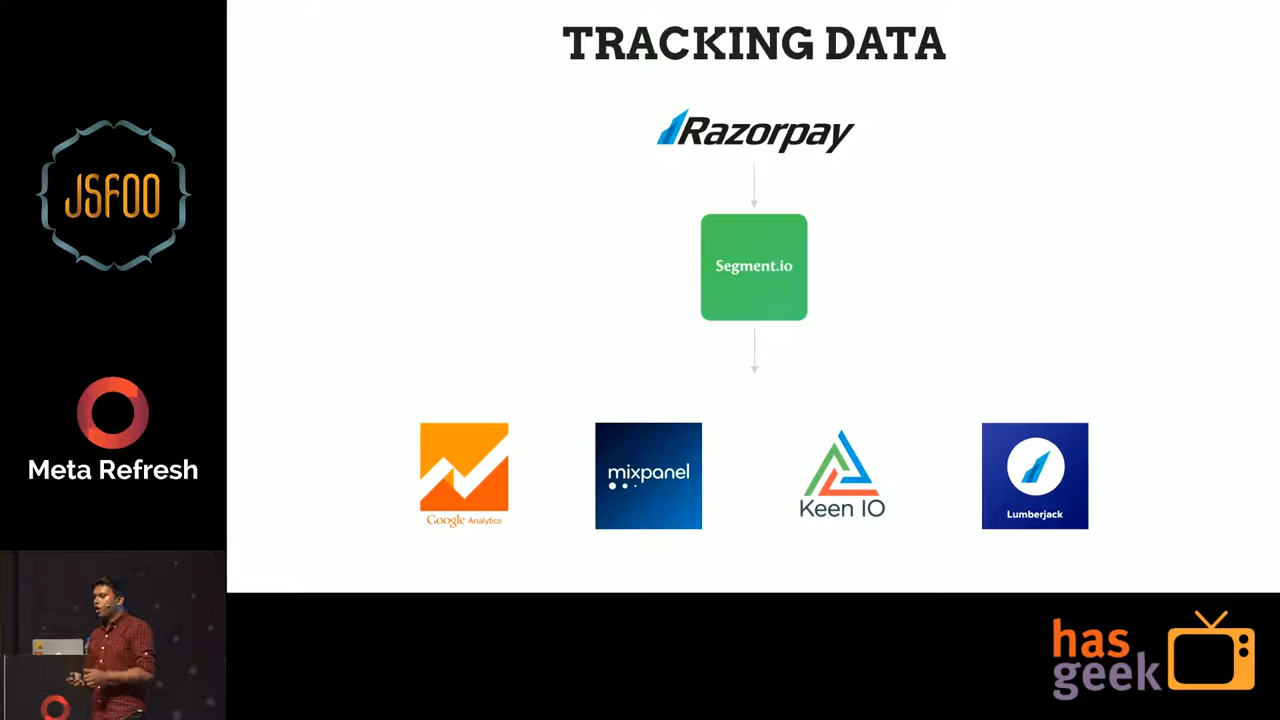 TRACKING DATA
Razorpay
JSFOO
Segment.io
Meta Refresh
Google Analytics
mixpanel
Keen IO
Lumberjack
has
geek